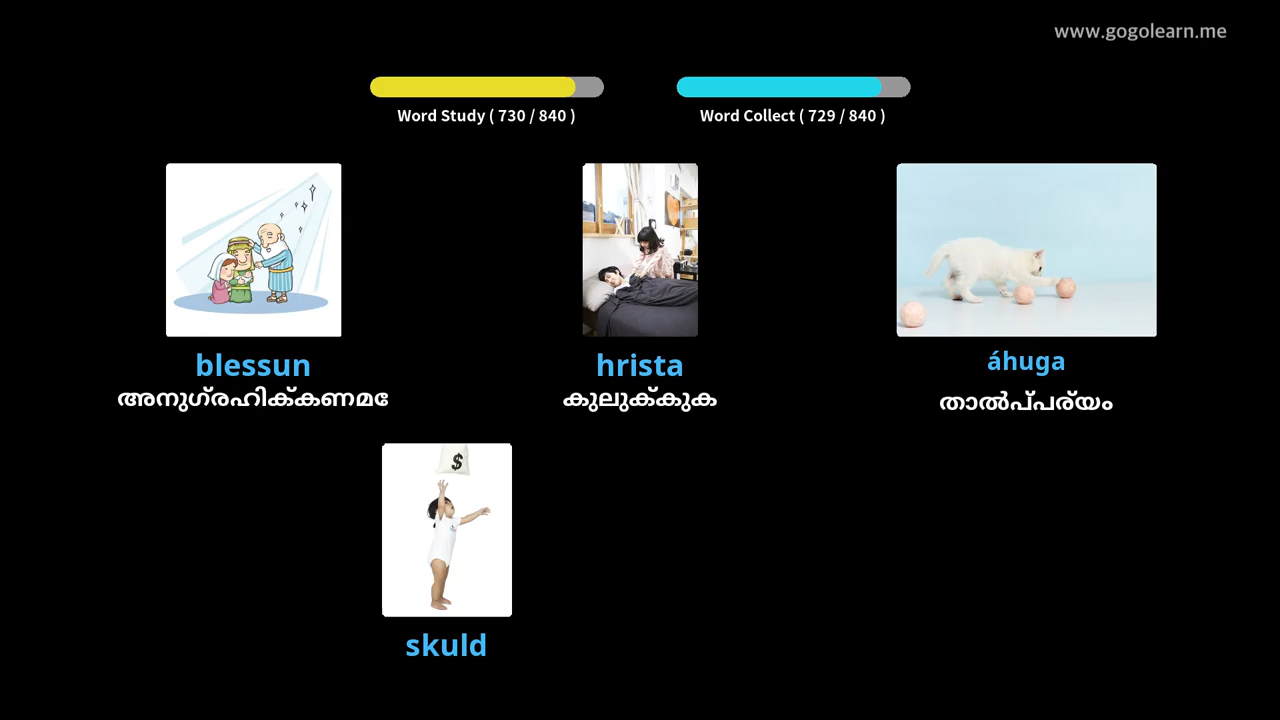 www.gogolearn.me
Word Study ( 730 / 840 )
Word Collect ( 729 / 840 )
blessun
hrista
áhuga
അനുഗ്രഹിക്കണമേ
കുലുക്കുക
താൽപ്പര്യം
$
skuld